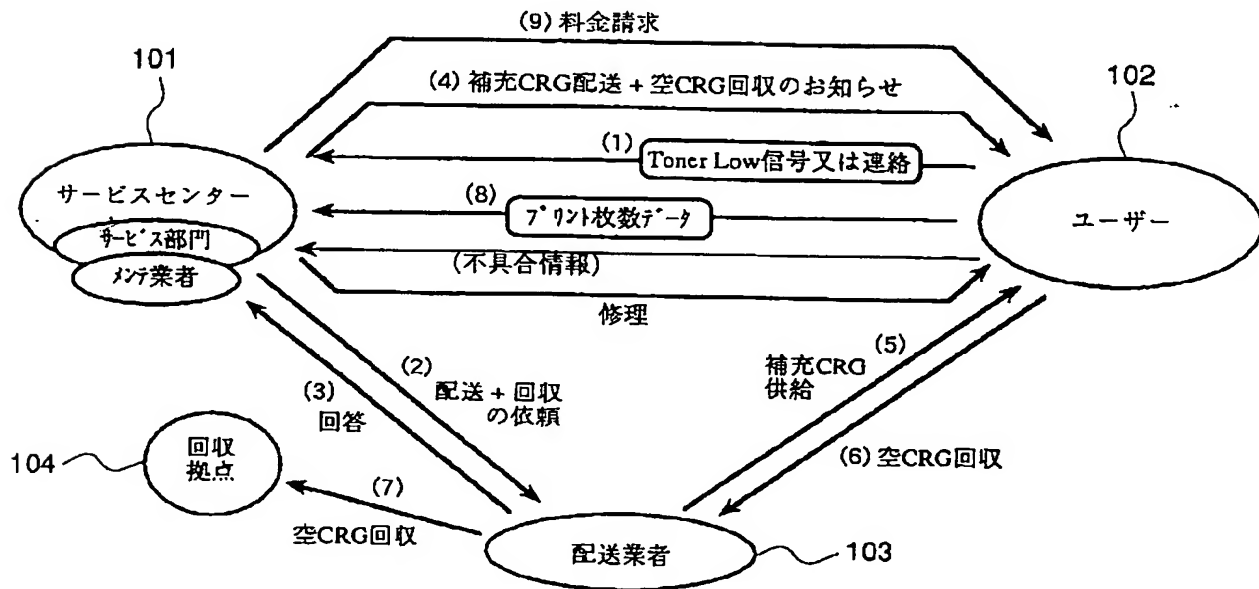 (9) 料金請求
101
(4) 補充CRG配送 + 空CRG回収のお知らせ
102
(1)
Toner Low信号又は連絡
サービスセンター
(8)
プリント枚数データ
ユーザー
サービス部門
(不具合情報)
メンテ業者
修理
(2)
配送 + 回収
の依頼
(3)
回答
(5)
補充CRG
供給
回収
拠点
104
(6) 空CRG回収
(7)
空CRG回収
配送業者
103